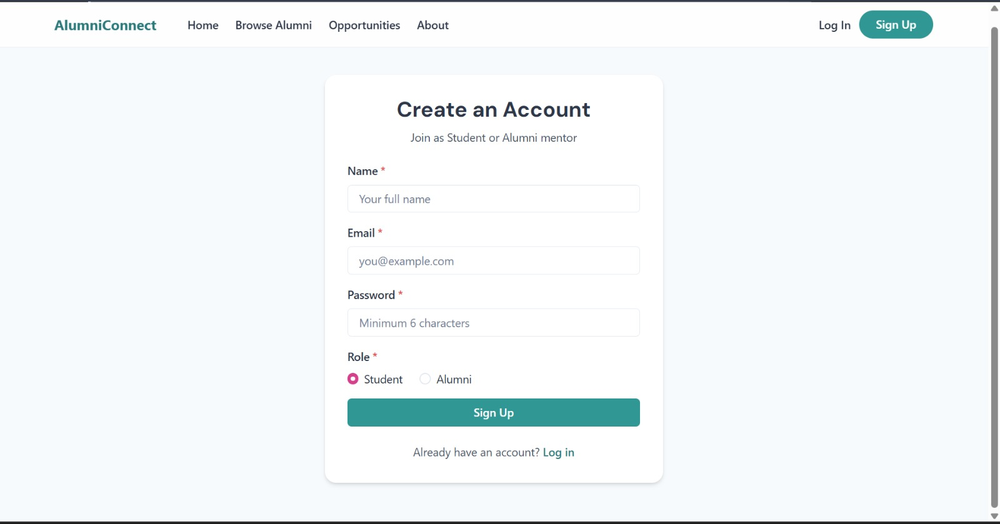 AlumniConnect Home Browse Alumni Opportunities About Log In Sign Up
Create an Account
Join as Student or Alumni mentor
Name *
Your full name
Email *
you@example.com
Password *
Minimum 6 characters
Role *
Student Alumni
Sign Up
Already have an account? Log in